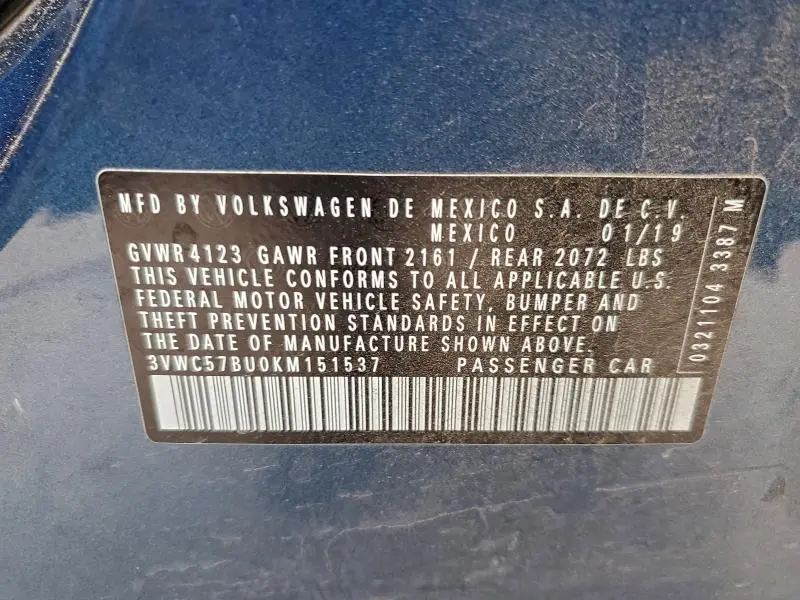 MFD BY VOLKSWAGEN DE MEXICO S.A. DE C.V.
MEXICO 01/19
GVWR 4123 GAWR FRONT 2161 / REAR 2072 LBS
THIS VEHICLE CONFORMS TO ALL APPLICABLE U.S.
FEDERAL MOTOR VEHICLE SAFETY, BUMPER AND
THEFT PREVENTION STANDARDS IN EFFECT ON
THE DATE OF MANUFACTURE SHOWN ABOVE.
3VWC57BU0KM151537 PASSENGER CAR
0321104 3387 M